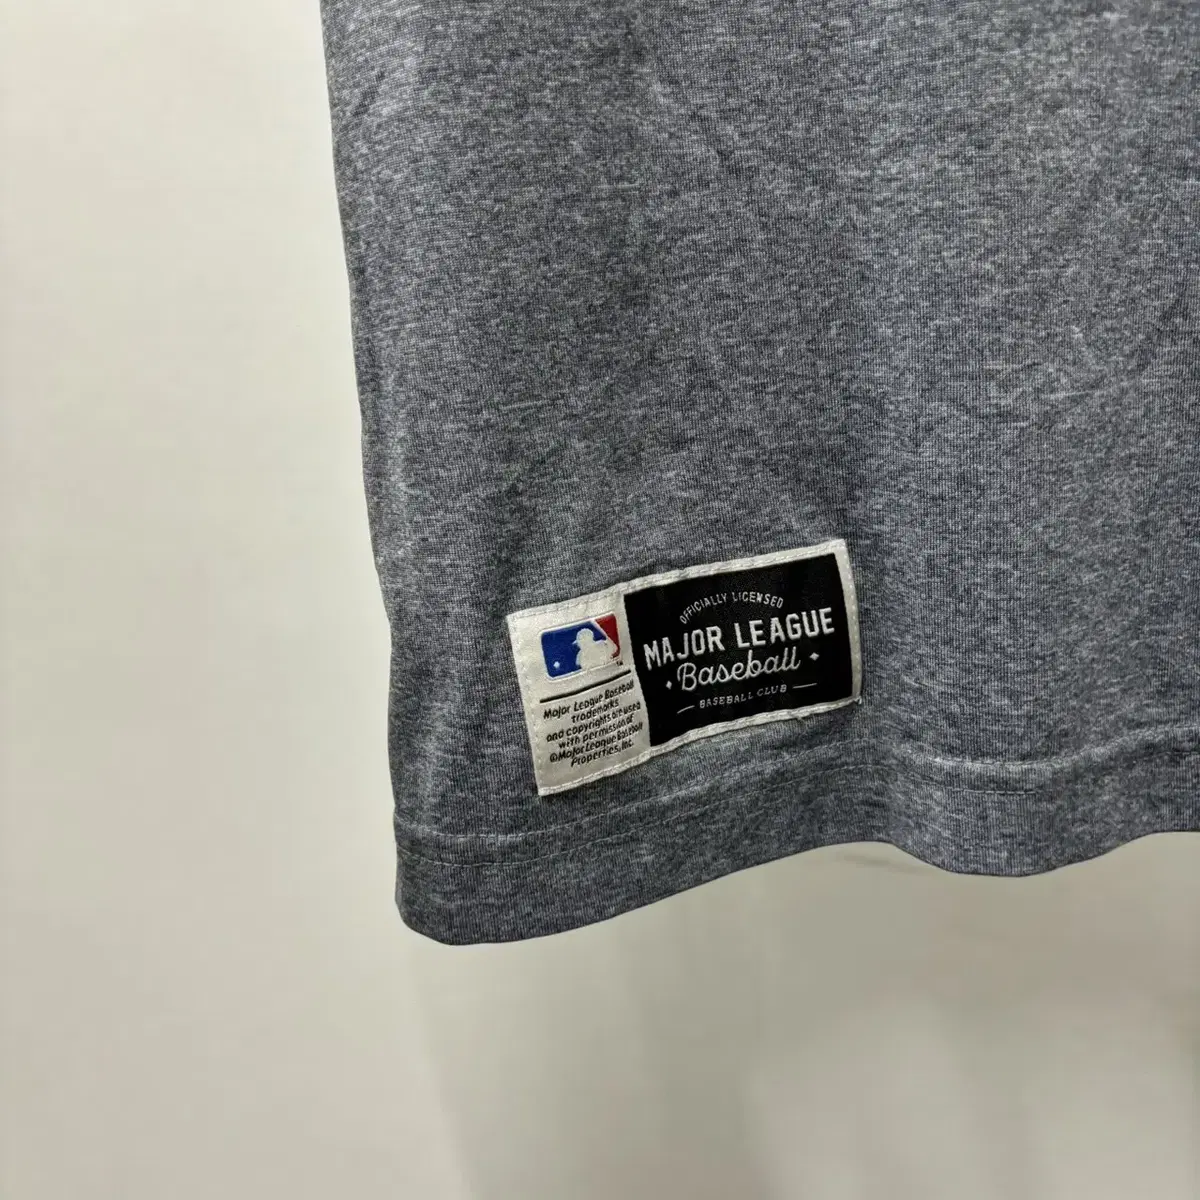 Major League Baseball
trademarks
and copyrights are used
with permission of
©Major League Baseball
Properties, Inc.
TM
OFFICIALLY LICENSED
MAJOR LEAGUE
Baseball
BASEBALL CLUB